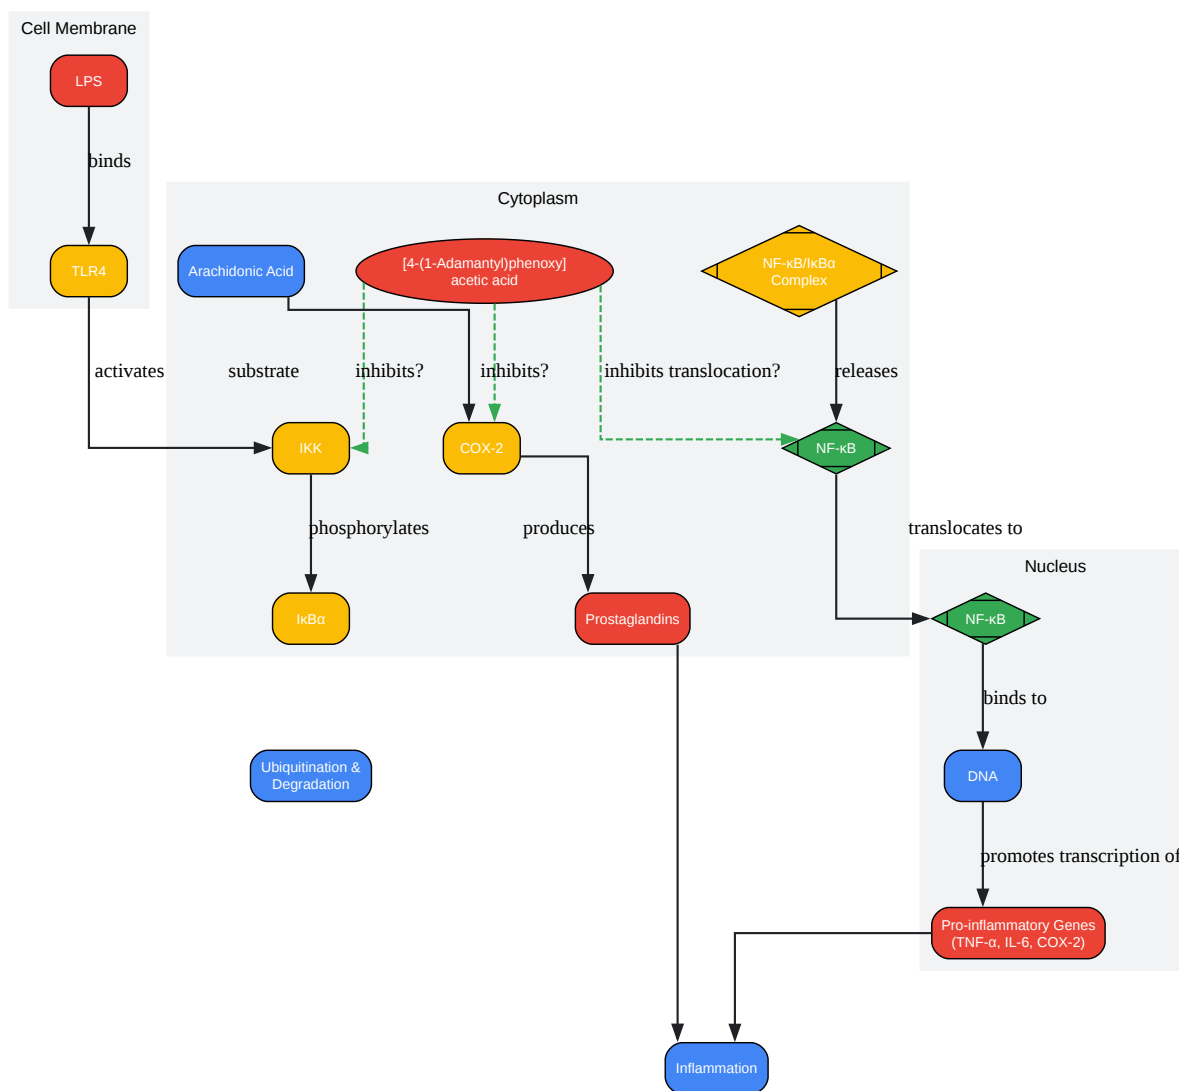 Cell Membrane
LPS
binds
Cytoplasm
TLR4
Arachidonic Acid
[4-(1-Adamantyl)phenoxy]
acetic acid
NF-κB/IκBα
Complex
activates
substrate
inhibits?
inhibits?
inhibits translocation?
releases
IKK
COX-2
NF-κB
phosphorylates
produces
translocates to
Nucleus
IκBα
Prostaglandins
NF-κB
binds to
Ubiquitination &
Degradation
DNA
promotes transcription of
Pro-inflammatory Genes
(TNF-α, IL-6, COX-2)
Inflammation